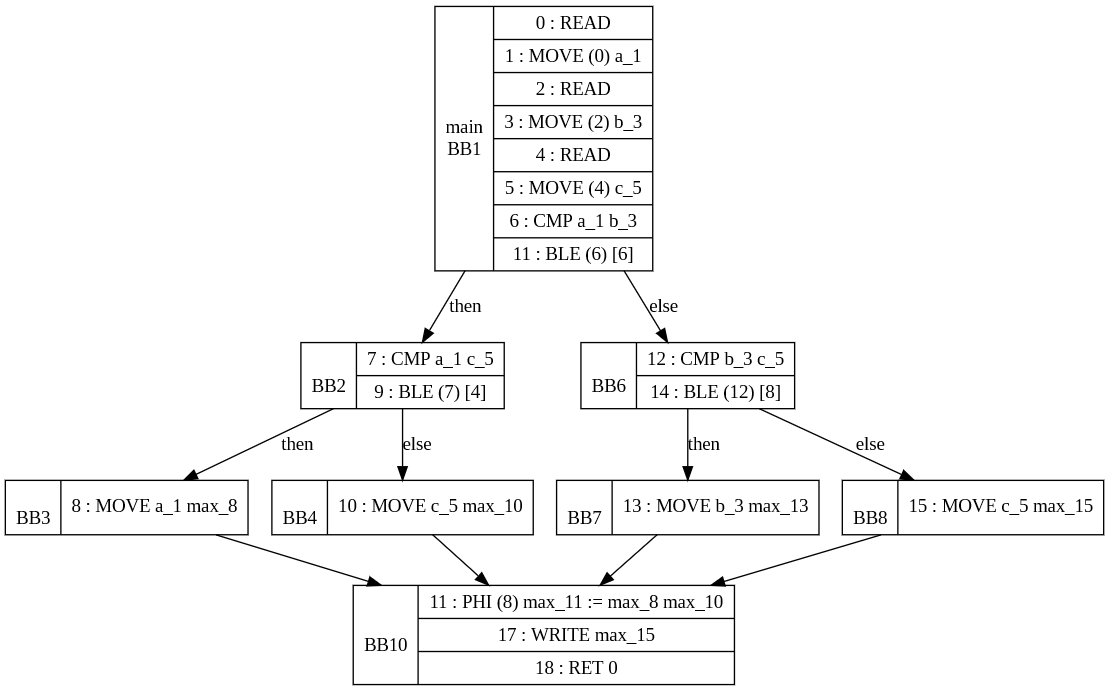 main
BB1
0 : READ
1 : MOVE (0) a_1
2 : READ
3 : MOVE (2) b_3
4 : READ
5 : MOVE (4) c_5
6 : CMP a_1 b_3
11 : BLE (6) [6]
then
else
BB2
7 : CMP a_1 c_5
9 : BLE (7) [4]
BB6
12 : CMP b_3 c_5
14 : BLE (12) [8]
then
else
then
else
BB3
8 : MOVE a_1 max_8
BB4
10 : MOVE c_5 max_10
BB7
13 : MOVE b_3 max_13
BB8
15 : MOVE c_5 max_15
BB10
11 : PHI (8) max_11 := max_8 max_10
17 : WRITE max_15
18 : RET 0